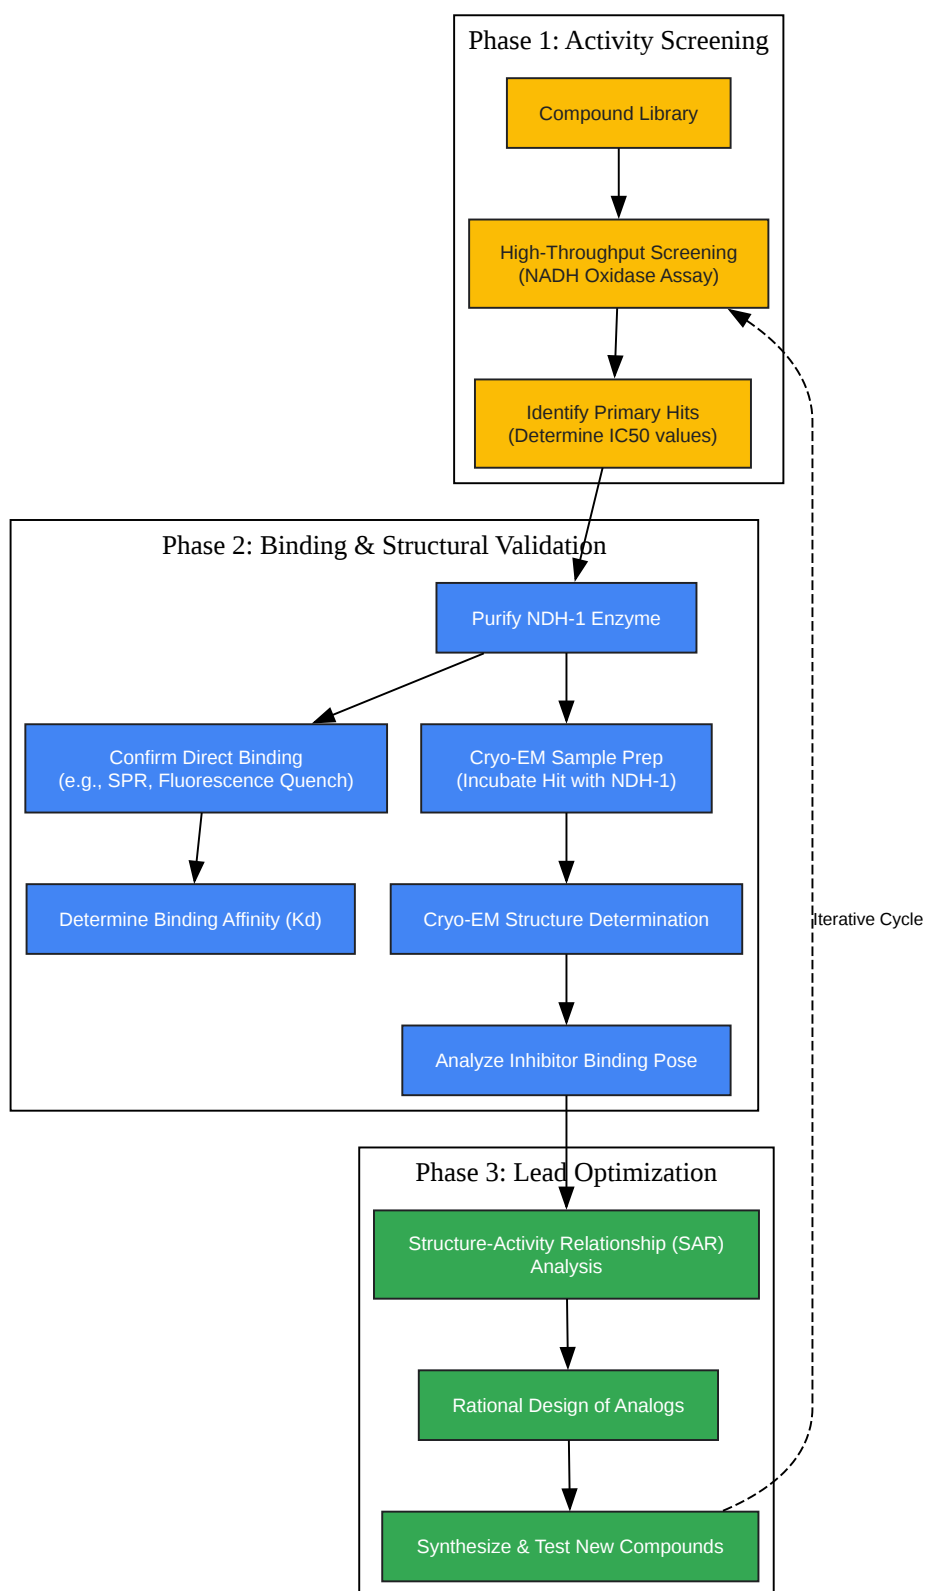 Phase 1: Activity Screening
Compound Library
High-Throughput Screening
(NADH Oxidase Assay)
Identify Primary Hits
(Determine IC50 values)
Phase 2: Binding & Structural Validation
Purify NDH-1 Enzyme
Confirm Direct Binding
(e.g., SPR, Fluorescence Quench)
Cryo-EM Sample Prep
(Incubate Hit with NDH-1)
Determine Binding Affinity (Kd)
Cryo-EM Structure Determination
Iterative Cycle
Analyze Inhibitor Binding Pose
Phase 3: Lead Optimization
Structure-Activity Relationship (SAR)
Analysis
Rational Design of Analogs
Synthesize & Test New Compounds